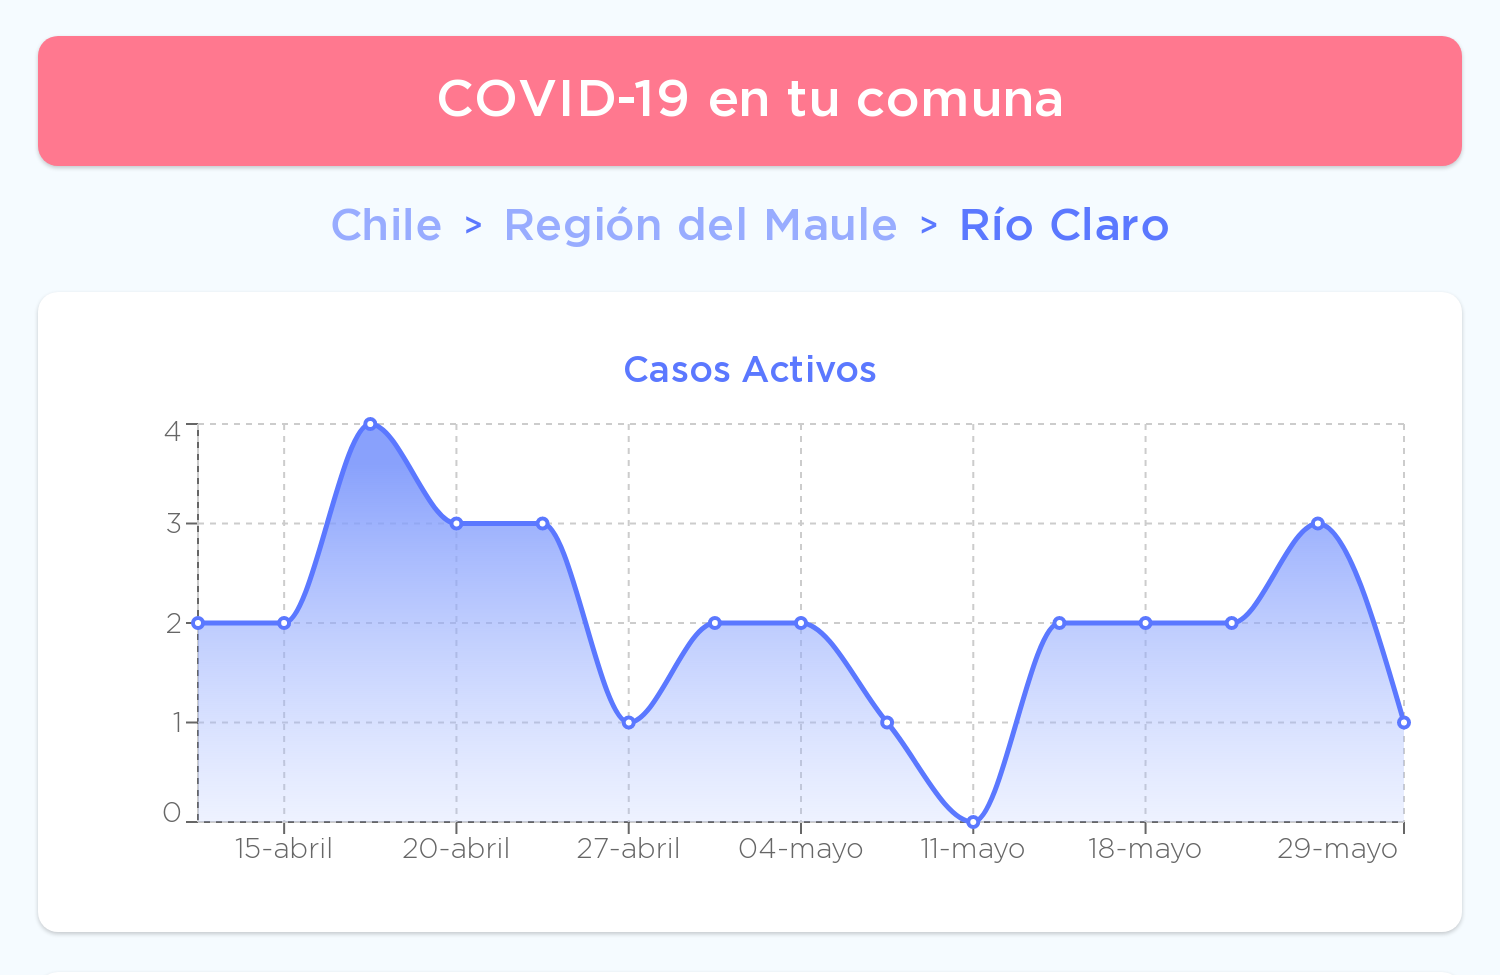 COVID-19 en tu comuna
Chile > Región del Maule > Río Claro
Casos Activos
4
3
2
1
0
15-abril 20-abril 27-abril 04-mayo 11-mayo 18-mayo 29-mayo